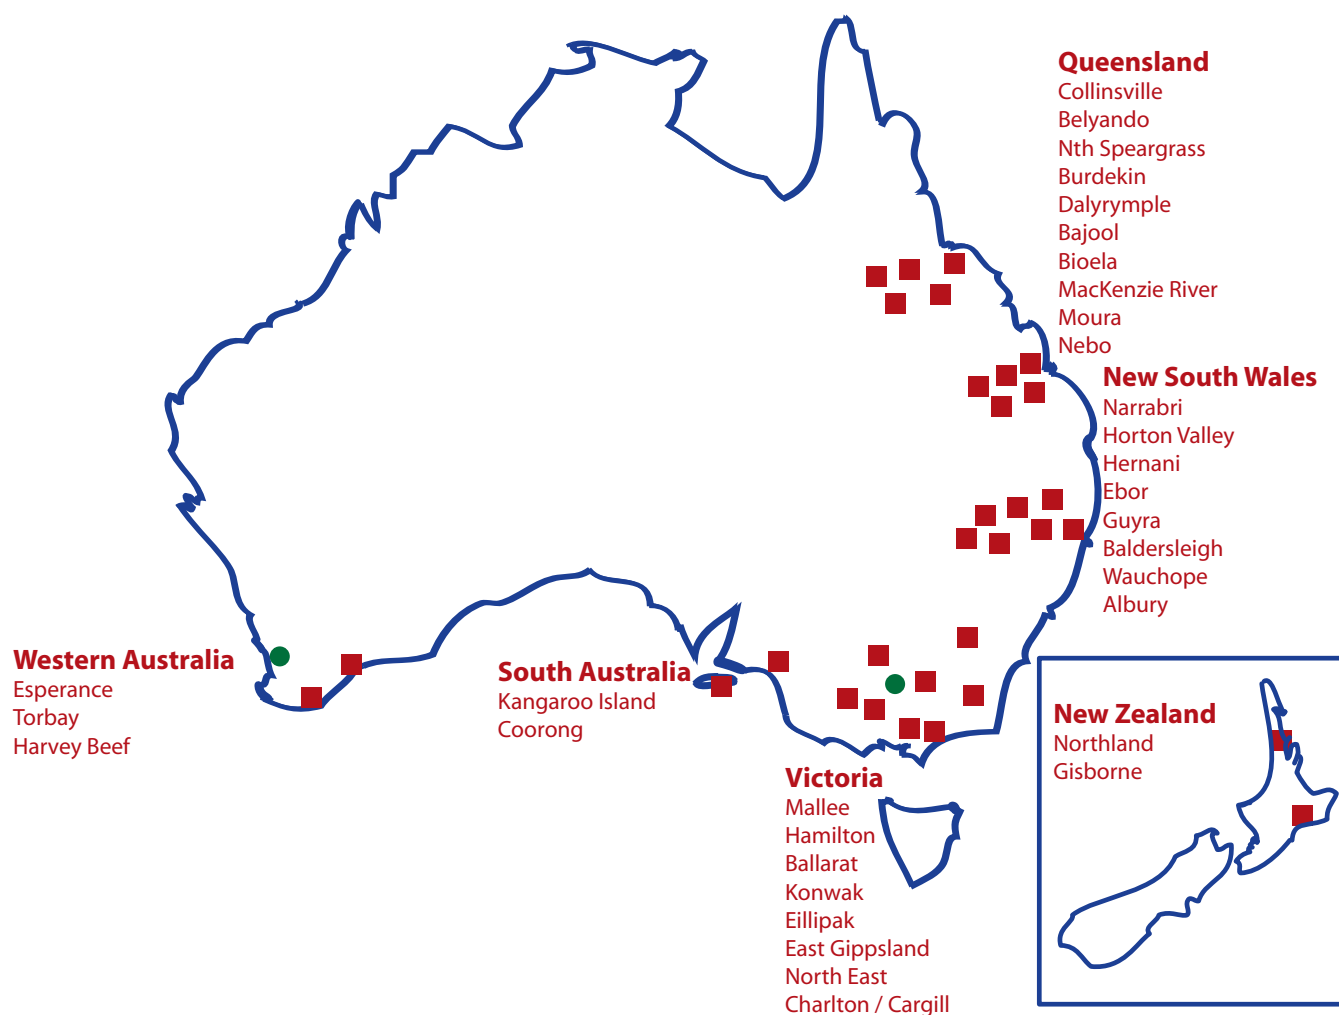 Queensland
Collinsville
Belyando
Nth Speargrass
Burdekin
Dalyrymple
Bajool
Bioela
MacKenzie River
Moura
Nebo
New South Wales
Narrabri
Horton Valley
Hernani
Ebor
Guyra
Baldersleigh
Wauchope
Albury
Western Australia
Esperance
Torbay
Harvey Beef
South Australia
Kangaroo Island
Coorong
Victoria
Mallee
Hamilton
Ballarat
Konwak
Eillipak
East Gippsland
North East
Charlton / Cargill
New Zealand
Northland
Gisborne